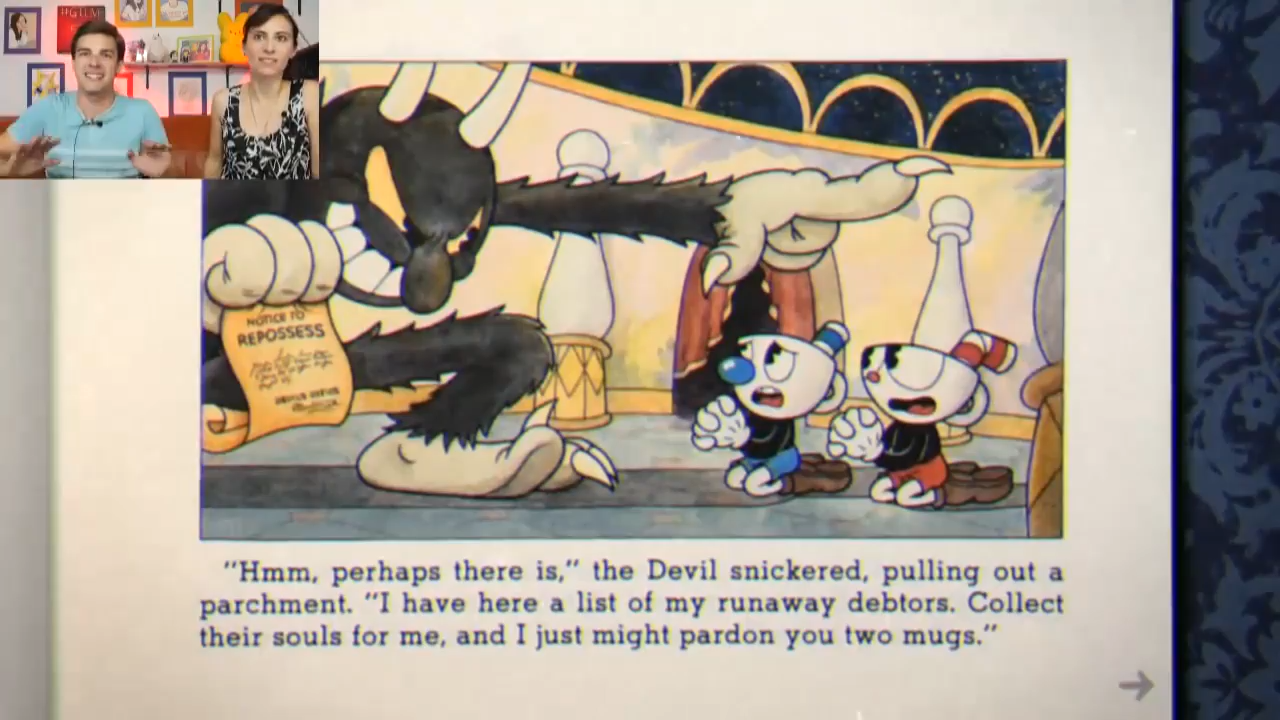 #GTLIVE
NOTICE TO
REPOSSESS
"Hmm, perhaps there is," the Devil snickered, pulling out a
parchment. "I have here a list of my runaway debtors. Collect
their souls for me, and I just might pardon you two mugs."